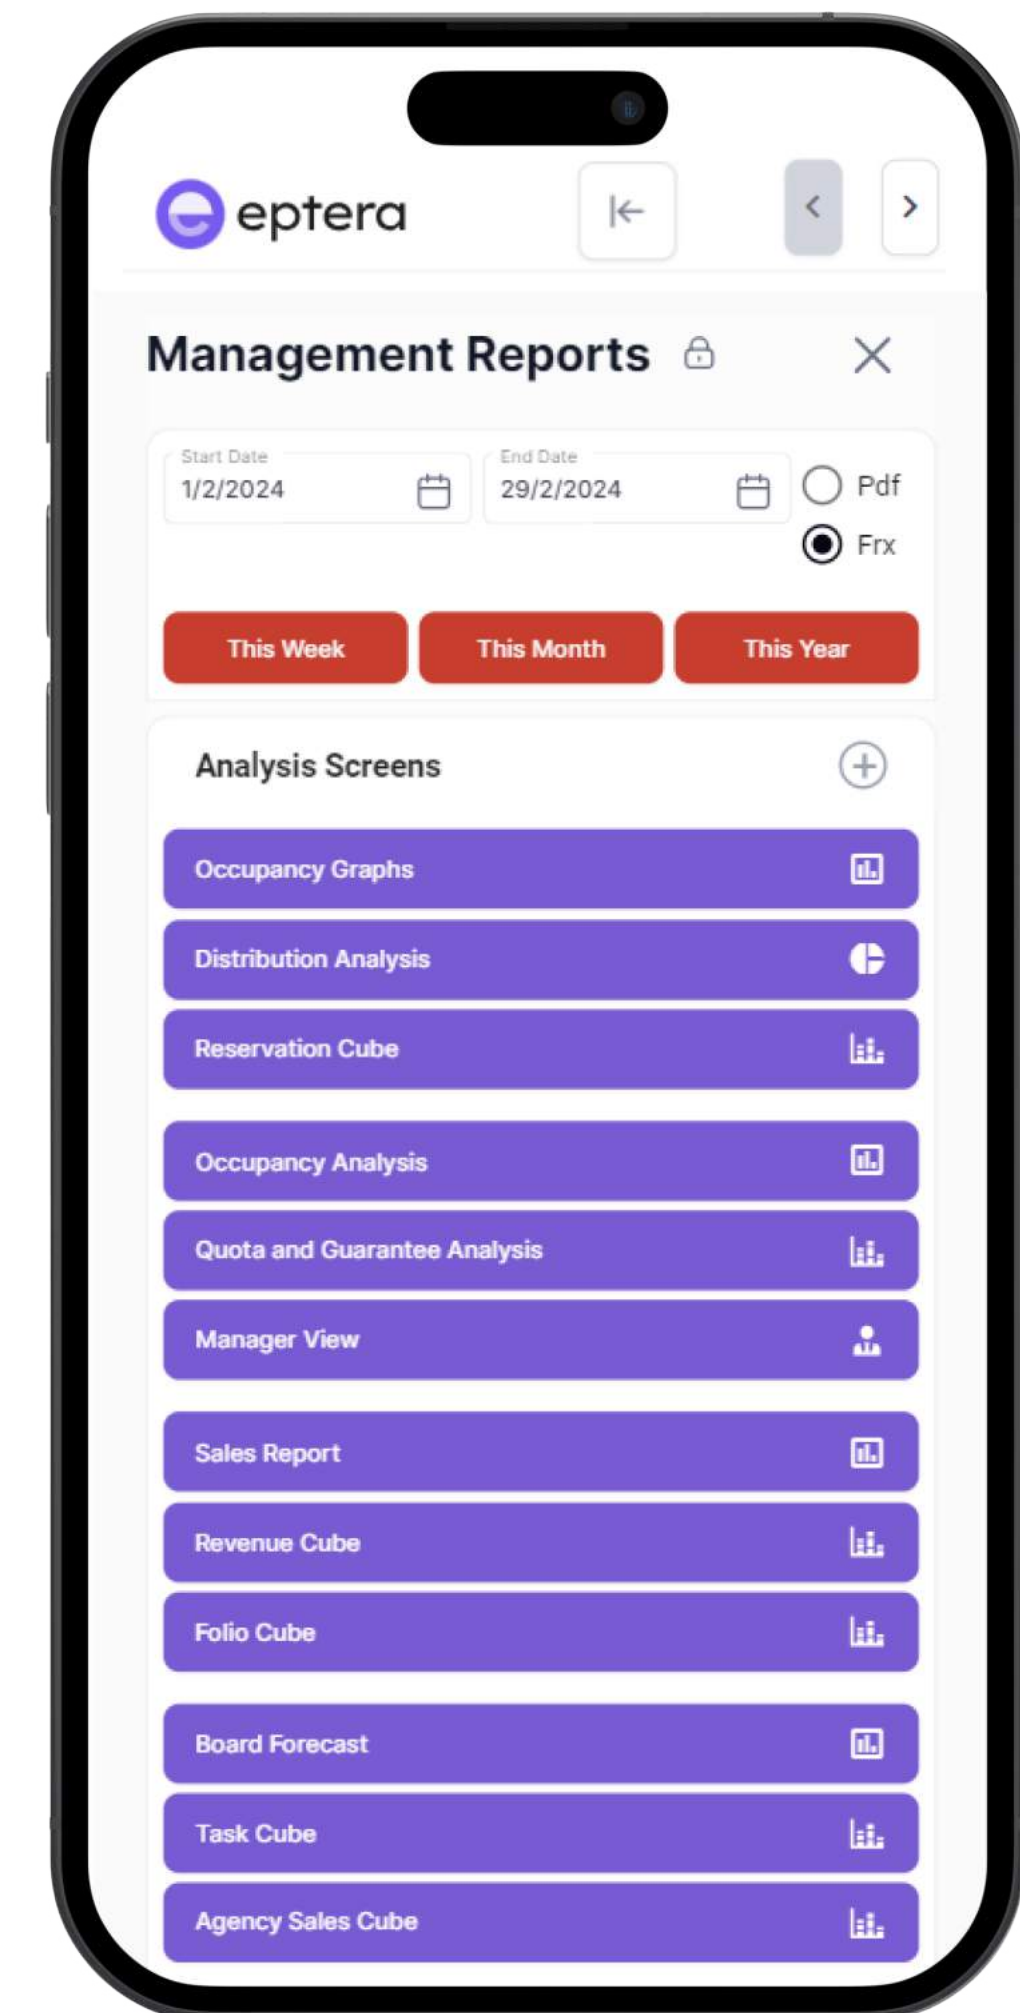 eptera
Management Reports
Start Date
1/2/2024
End Date
29/2/2024
Pdf
Frx
This Week
This Month
This Year
Analysis Screens
Occupancy Graphs
Distribution Analysis
Reservation Cube
Occupancy Analysis
Quota and Guarantee Analysis
Manager View
Sales Report
Revenue Cube
Folio Cube
Board Forecast
Task Cube
Agency Sales Cube